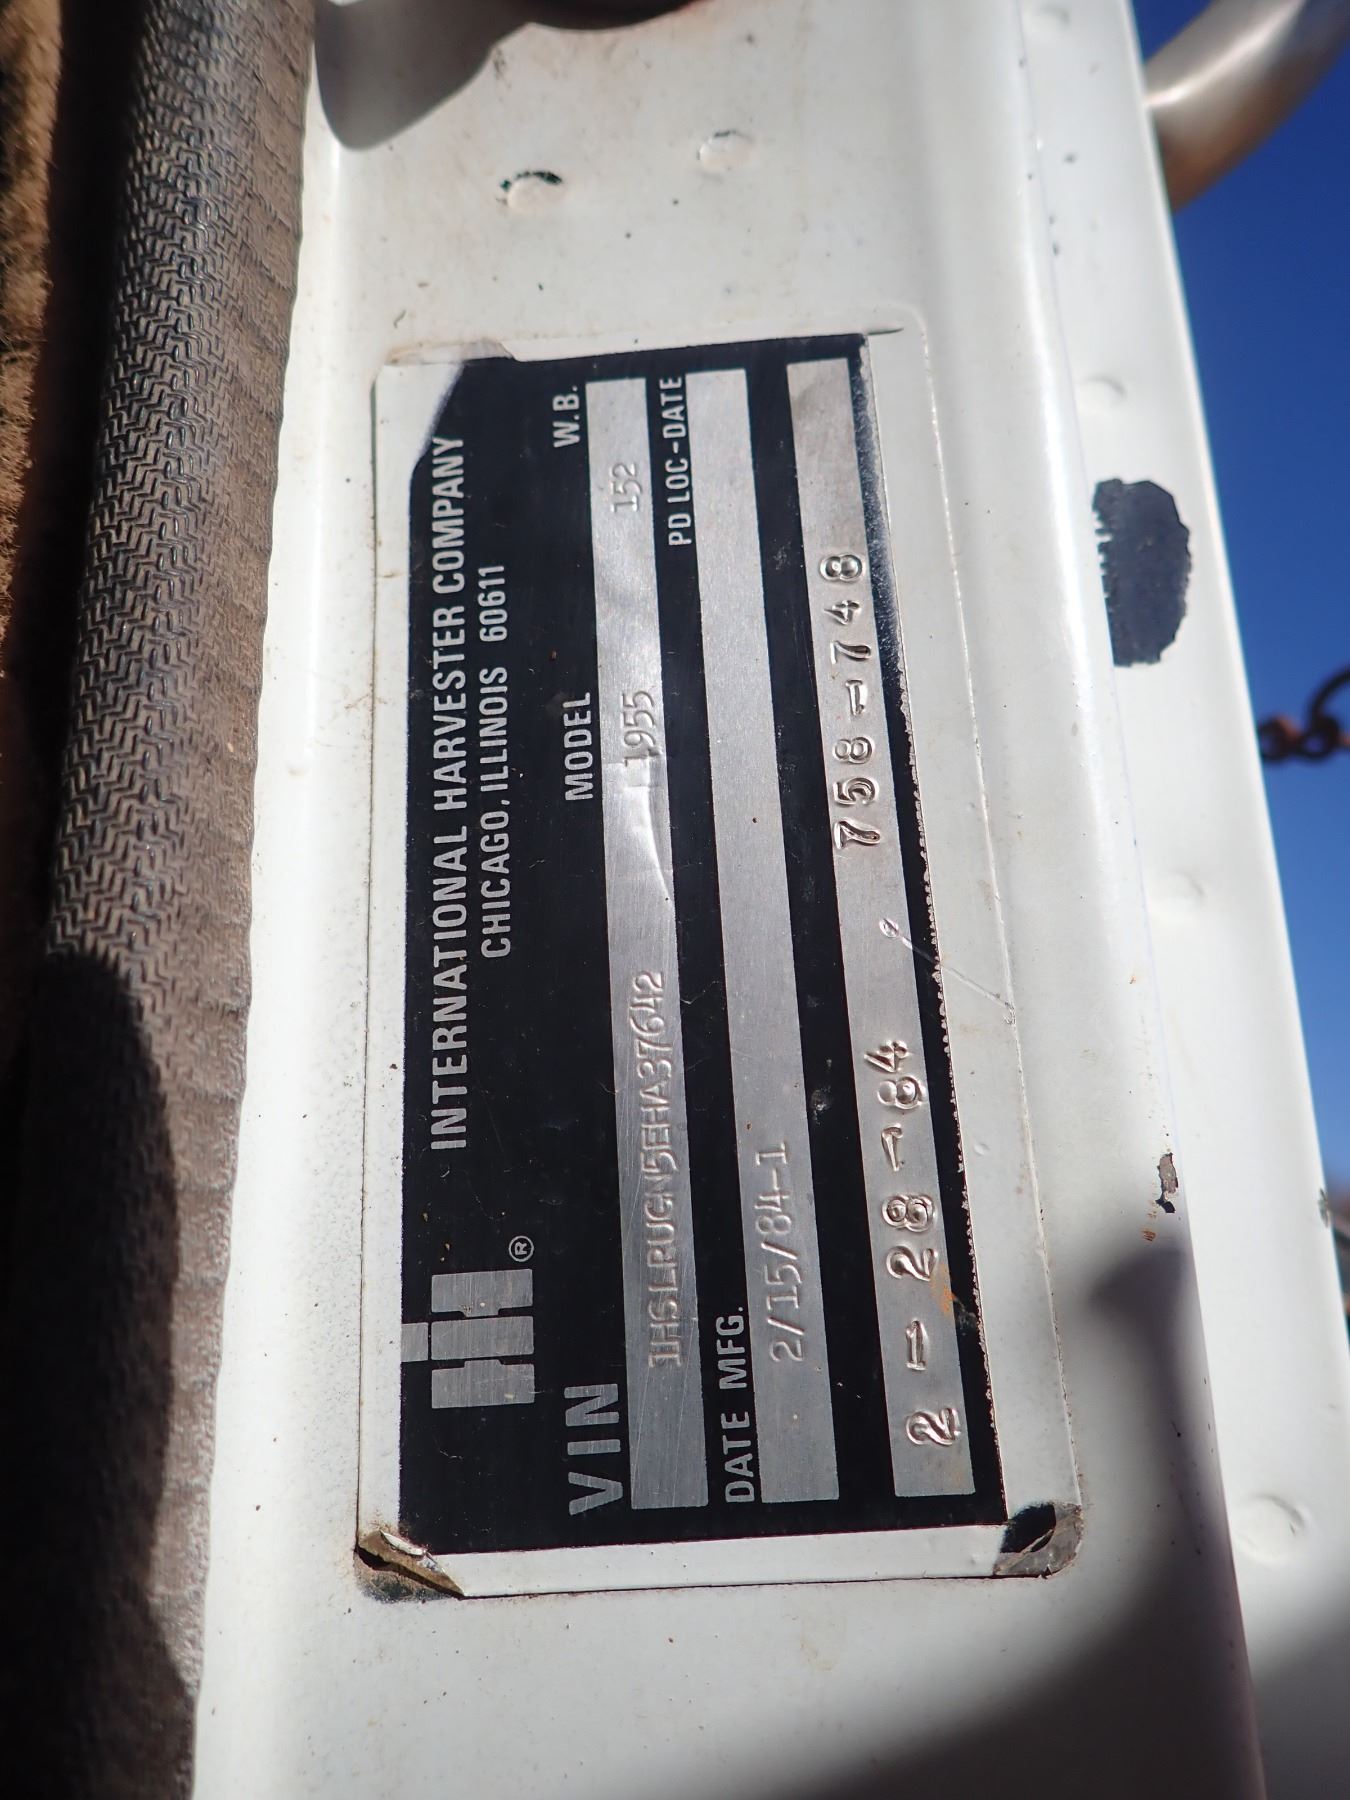 INTERNATIONAL HARVESTER COMPANY
CHICAGO, ILLINOIS 60611
VIN MODEL W.B.
1HSLRUGN5EHA37642 1955 152
DATE MFG. PD LOC-DATE
2/15/84-1
2-28-84 758-748